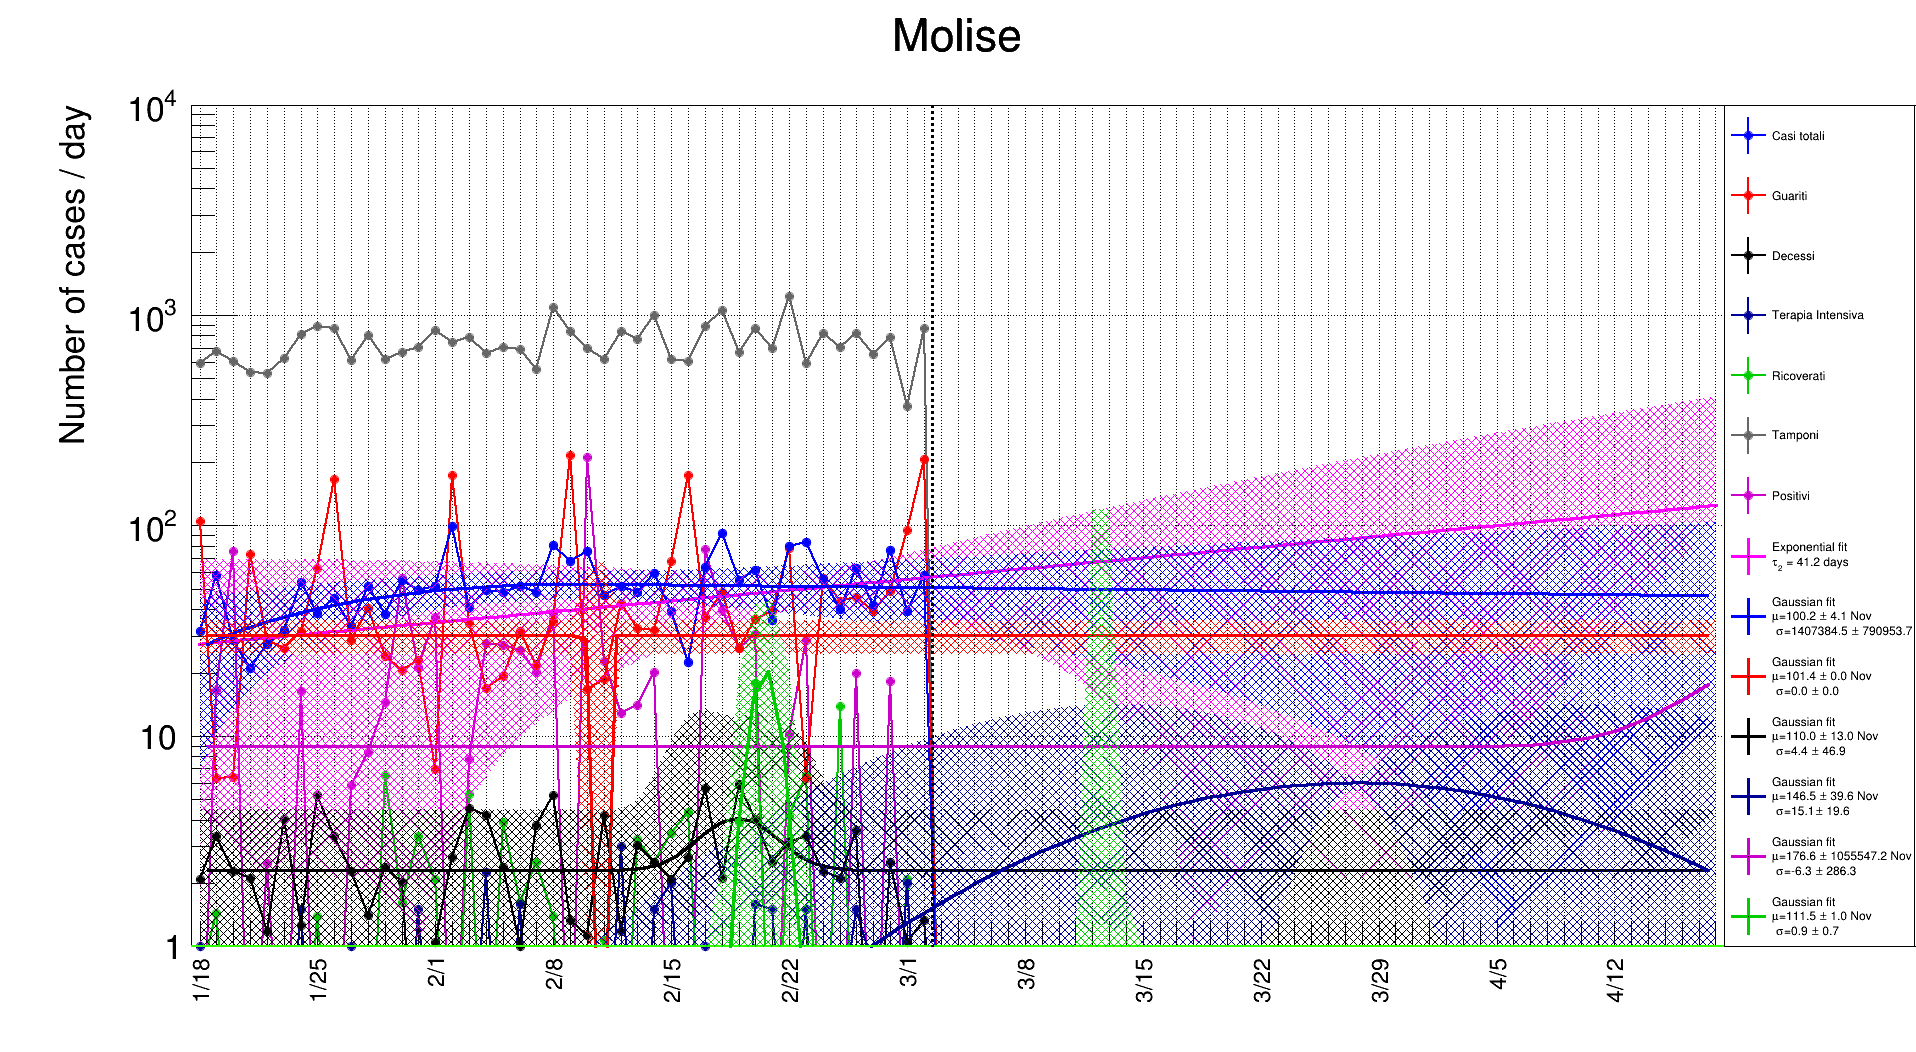 Molise
Number of cases / day
10⁴
10³
10²
10
1
1/18
1/25
2/1
2/8
2/15
2/22
3/1
3/8
3/15
3/22
3/29
4/5
4/12
Casi totali
Guariti
Decessi
Terapia Intensiva
Ricoverati
Tamponi
Positivi
Exponential fit
τ₂ = 41.2 days
Gaussian fit
μ=100.2 ± 4.1 Nov
σ=1407384.5 ± 790953.7
Gaussian fit
μ=101.4 ± 0.0 Nov
σ=0.0 ± 0.0
Gaussian fit
μ=110.0 ± 13.0 Nov
σ=4.4 ± 46.9
Gaussian fit
μ=146.5 ± 39.6 Nov
σ=15.1 ± 19.6
Gaussian fit
μ=176.6 ± 1055547.2 Nov
σ=-6.3 ± 286.3
Gaussian fit
μ=111.5 ± 1.0 Nov
σ=0.9 ± 0.7